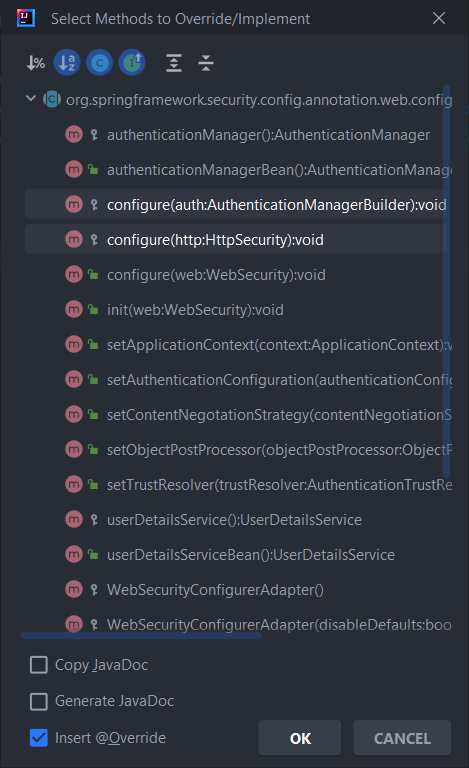 Select Methods to Override/Implement
org.springframework.security.config.annotation.web.config
authenticationManager():AuthenticationManager
authenticationManagerBean():AuthenticationManage
configure(auth:AuthenticationManagerBuilder):void
configure(http:HttpSecurity):void
configure(web:WebSecurity):void
init(web:WebSecurity):void
setApplicationContext(context:ApplicationContext):v
setAuthenticationConfiguration(authenticationConfig
setContentNegotationStrategy(contentNegotiationS
setObjectPostProcessor(objectPostProcessor:ObjectP
setTrustResolver(trustResolver:AuthenticationTrustRe
userDetailsService():UserDetailsService
userDetailsServiceBean():UserDetailsService
WebSecurityConfigurerAdapter()
WebSecurityConfigurerAdapter(disableDefaults:boo
Copy JavaDoc
Generate JavaDoc
Insert @Override
OK
CANCEL